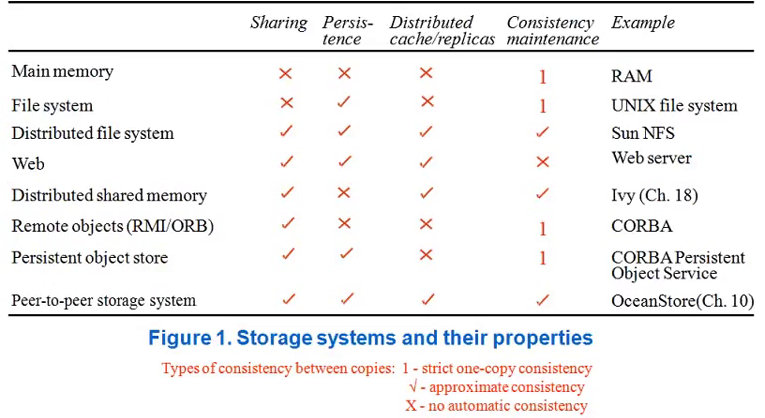 Sharing Persis- Distributed Consistency Example
tence cache/replicas maintenance
Main memory × × × 1 RAM
File system × ✓ × 1 UNIX file system
Distributed file system ✓ ✓ ✓ ✓ Sun NFS
Web ✓ ✓ ✓ × Web server
Distributed shared memory ✓ × ✓ ✓ Ivy (Ch. 18)
Remote objects (RMI/ORB) ✓ × × 1 CORBA
Persistent object store ✓ ✓ × 1 CORBA Persistent
Object Service
Peer-to-peer storage system ✓ ✓ ✓ ✓ OceanStore(Ch. 10)
Figure 1. Storage systems and their properties
Types of consistency between copies: 1 - strict one-copy consistency
√ - approximate consistency
X - no automatic consistency